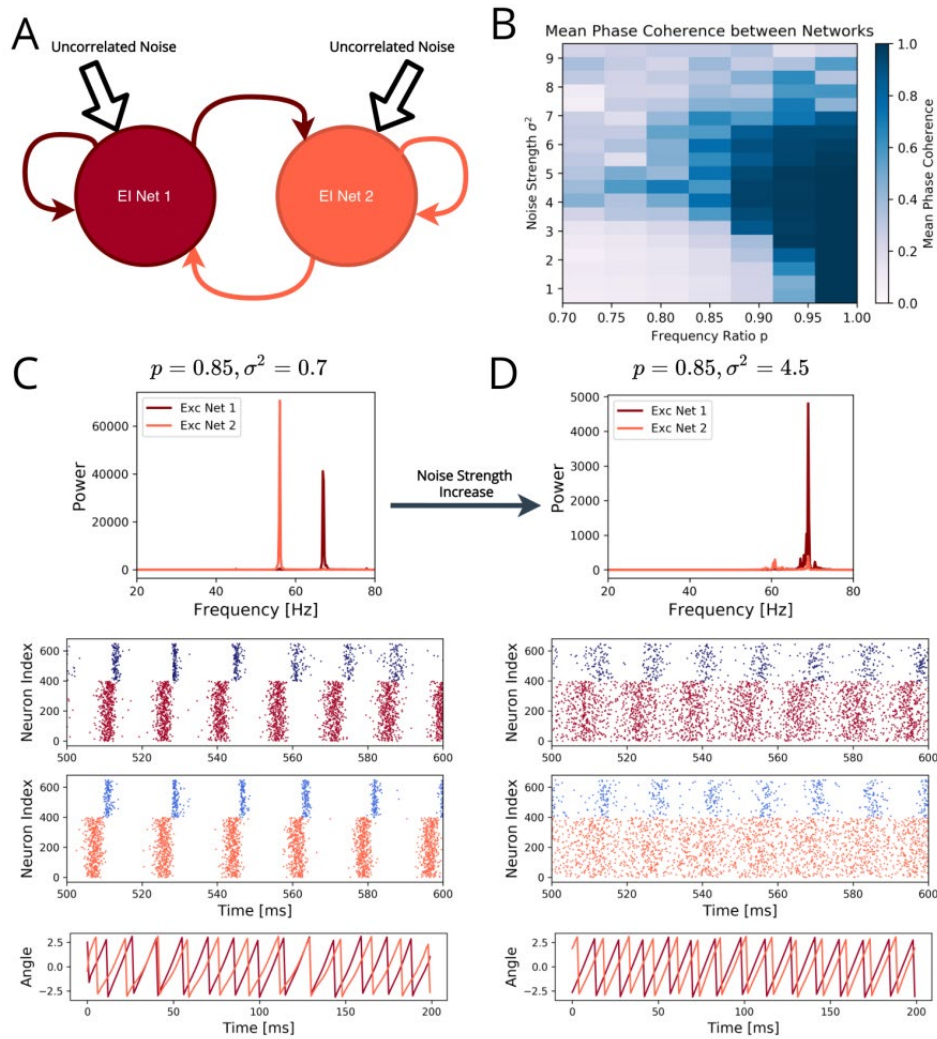 A
Uncorrelated Noise
Uncorrelated Noise
EI Net 1
EI Net 2
B
Mean Phase Coherence between Networks
9
8
7
6
5
4
3
2
1
Noise Strength σ²
0.70
0.75
0.80
0.85
0.90
0.95
1.00
Frequency Ratio p
1.0
0.8
0.6
0.4
0.2
0.0
Mean Phase Coherence
C
p = 0.85, σ² = 0.7
Exc Net 1
Exc Net 2
60000
40000
20000
0
Power
20
40
60
80
Frequency [Hz]
Noise Strength
Increase
D
p = 0.85, σ² = 4.5
Exc Net 1
Exc Net 2
5000
4000
3000
2000
1000
0
Power
20
40
60
80
Frequency [Hz]
600
400
200
0
Neuron Index
500
520
540
560
580
600
600
400
200
0
Neuron Index
500
520
540
560
580
600
600
400
200
0
Neuron Index
500
520
540
560
580
600
Time [ms]
600
400
200
0
Neuron Index
500
520
540
560
580
600
Time [ms]
2.5
0.0
−2.5
Angle
0
50
100
150
200
Time [ms]
2.5
0.0
−2.5
Angle
0
50
100
150
200
Time [ms]